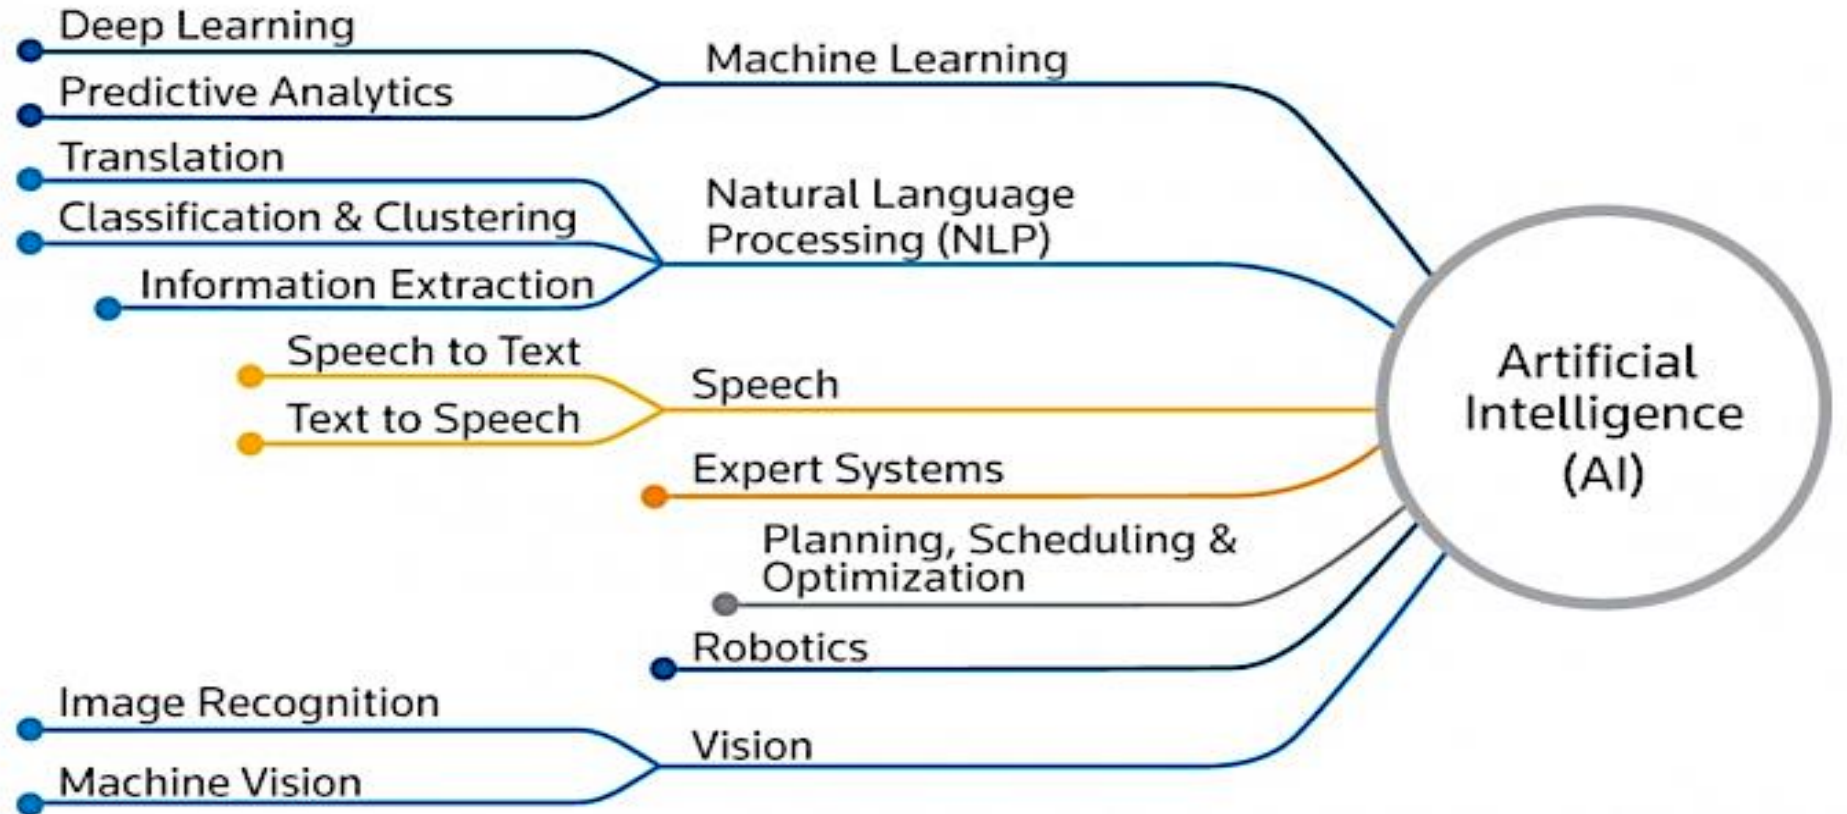 Deep Learning
Predictive Analytics
Machine Learning
Translation
Classification & Clustering
Information Extraction
Natural Language
Processing (NLP)
Speech to Text
Text to Speech
Speech
Expert Systems
Planning, Scheduling &
Optimization
Robotics
Image Recognition
Machine Vision
Vision
Artificial
Intelligence
(AI)